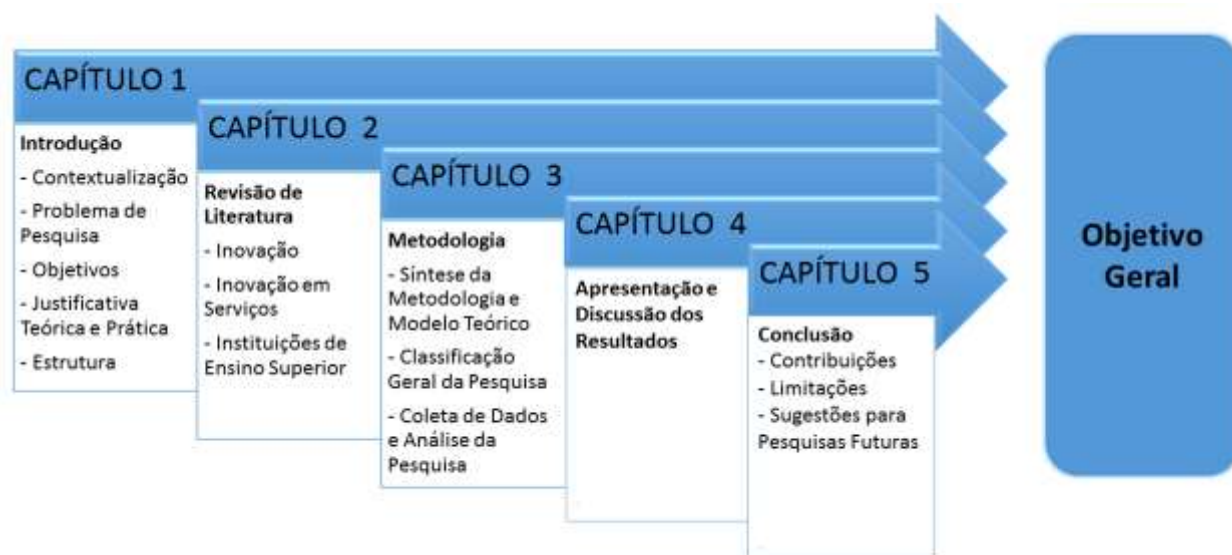 CAPÍTULO 1
Introdução
- Contextualização
- Problema de
Pesquisa
- Objetivos
- Justificativa
Teórica e Prática
- Estrutura
CAPÍTULO 2
Revisão de
Literatura
- Inovação
- Inovação em
Serviços
- Instituições de
Ensino Superior
CAPÍTULO 3
Metodologia
- Síntese da
Metodologia e
Modelo Teórico
- Classificação
Geral da Pesquisa
- Coleta de Dados
e Análise da
Pesquisa
CAPÍTULO 4
Apresentação e
Discussão dos
Resultados
CAPÍTULO 5
Conclusão
- Contribuições
- Limitações
- Sugestões para
Pesquisas Futuras
Objetivo
Geral